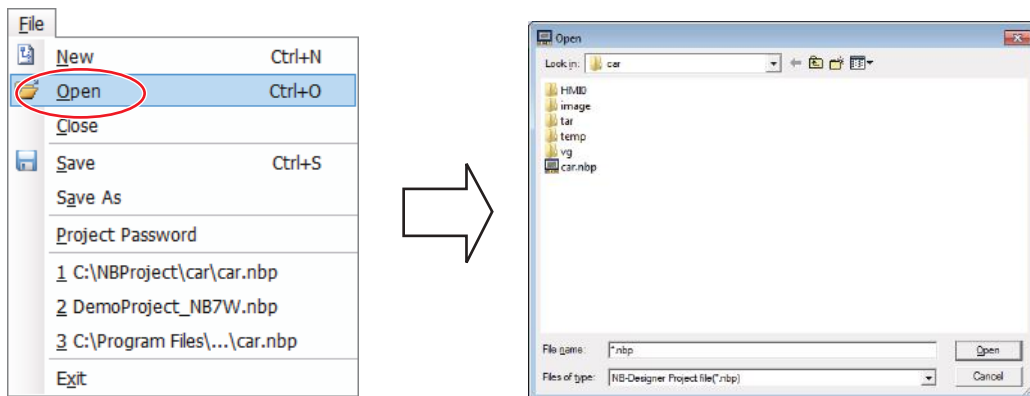 File
New Ctrl+N
Open Ctrl+O
Close
Save Ctrl+S
Save As
Project Password
1 C:\NBProject\car\car.nbp
2 DemoProject_NB7W.nbp
3 C:\Program Files\...\car.nbp
Exit
Open
Look in: car
HMI0
image
tar
temp
vg
car.nbp
File name: *.nbp Open
Files of type: NB-Designer Project file(*.nbp) Cancel